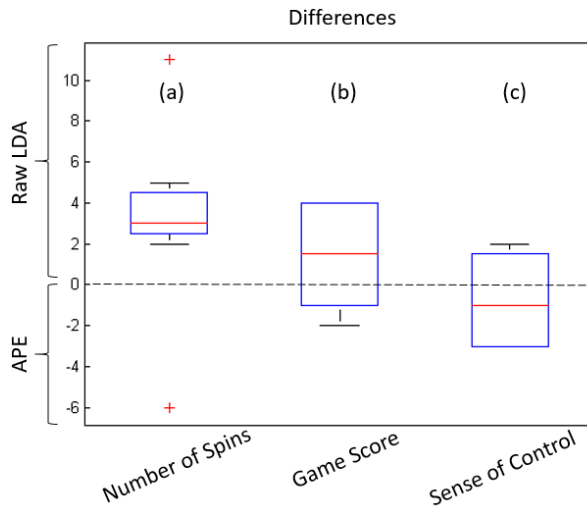 Differences
Raw LDA
APE
10
8
6
4
2
0
-2
-4
-6
(a)
(b)
(c)
Number of Spins
Game Score
Sense of Control